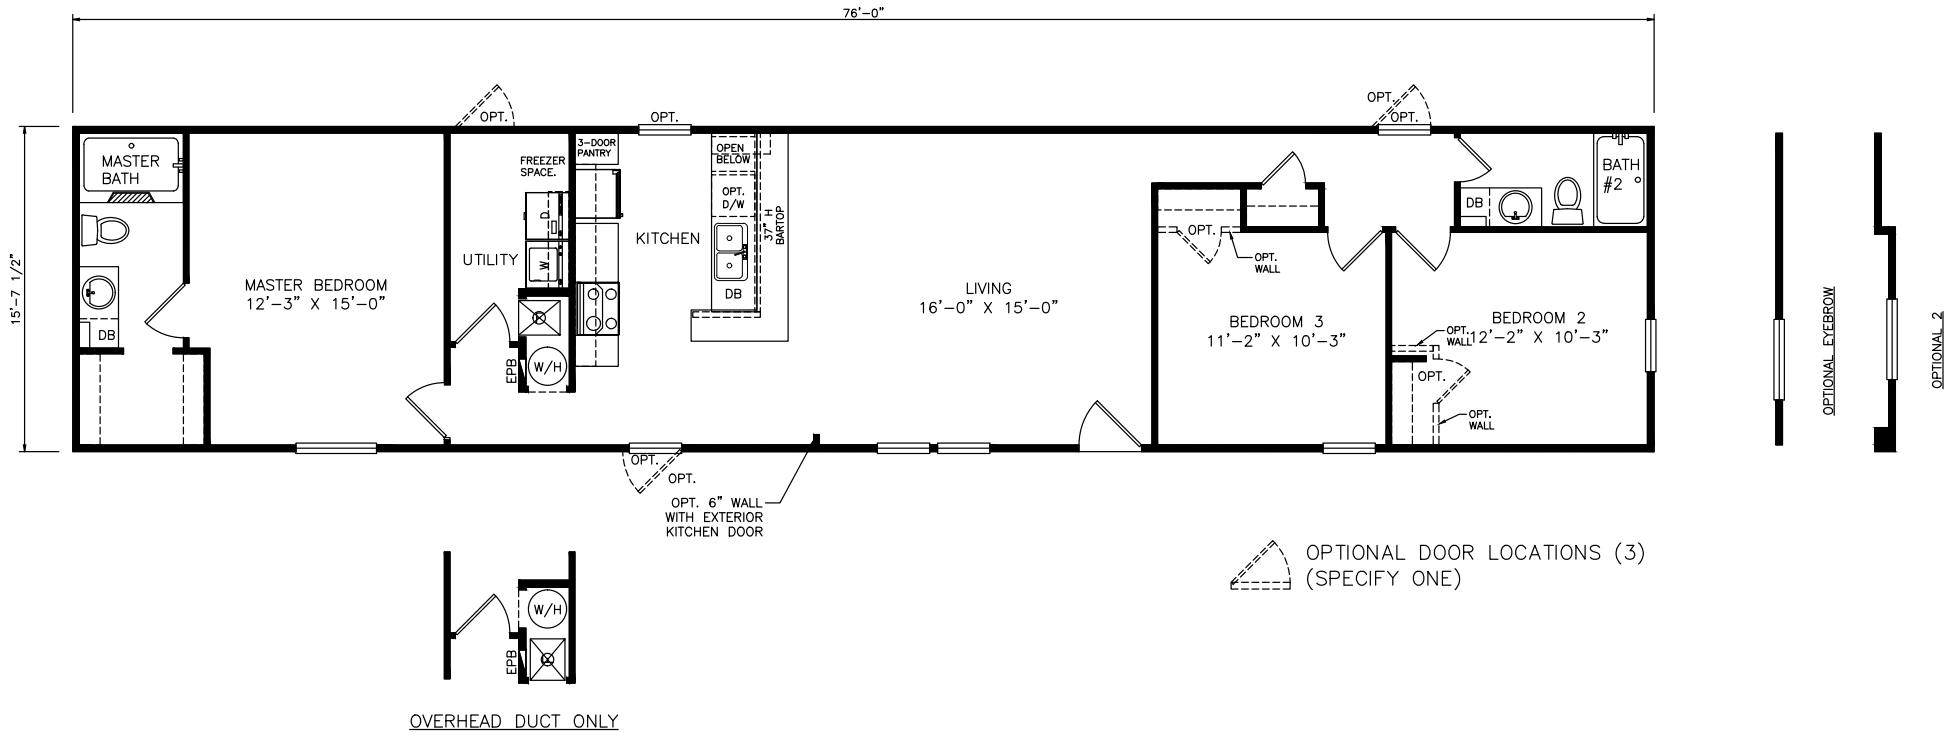 76'-0"
15'-7 1/2"
OPT.
OPT.
OPT.
OPT.
MASTER
BATH
DB
MASTER BEDROOM
12'-3" X 15'-0"
FREEZER
SPACE.
UTILITY
D
W
EPB
W/H
3-DOOR
PANTRY
KITCHEN
OPEN
BELOW
OPT.
D/W
DB
37" H
BARTOP
LIVING
16'-0" X 15'-0"
OPT.
OPT.
WALL
BEDROOM 3
11'-2" X 10'-3"
DB
BATH
#2
BEDROOM 2
12'-2" X 10'-3"
OPT.
WALL
OPT.
OPT.
WALL
OPT.
OPT.
OPT. 6" WALL
WITH EXTERIOR
KITCHEN DOOR
OPTIONAL DOOR LOCATIONS (3)
(SPECIFY ONE)
W/H
EPB
OVERHEAD DUCT ONLY
OPTIONAL EYEBROW
OPTIONAL 2